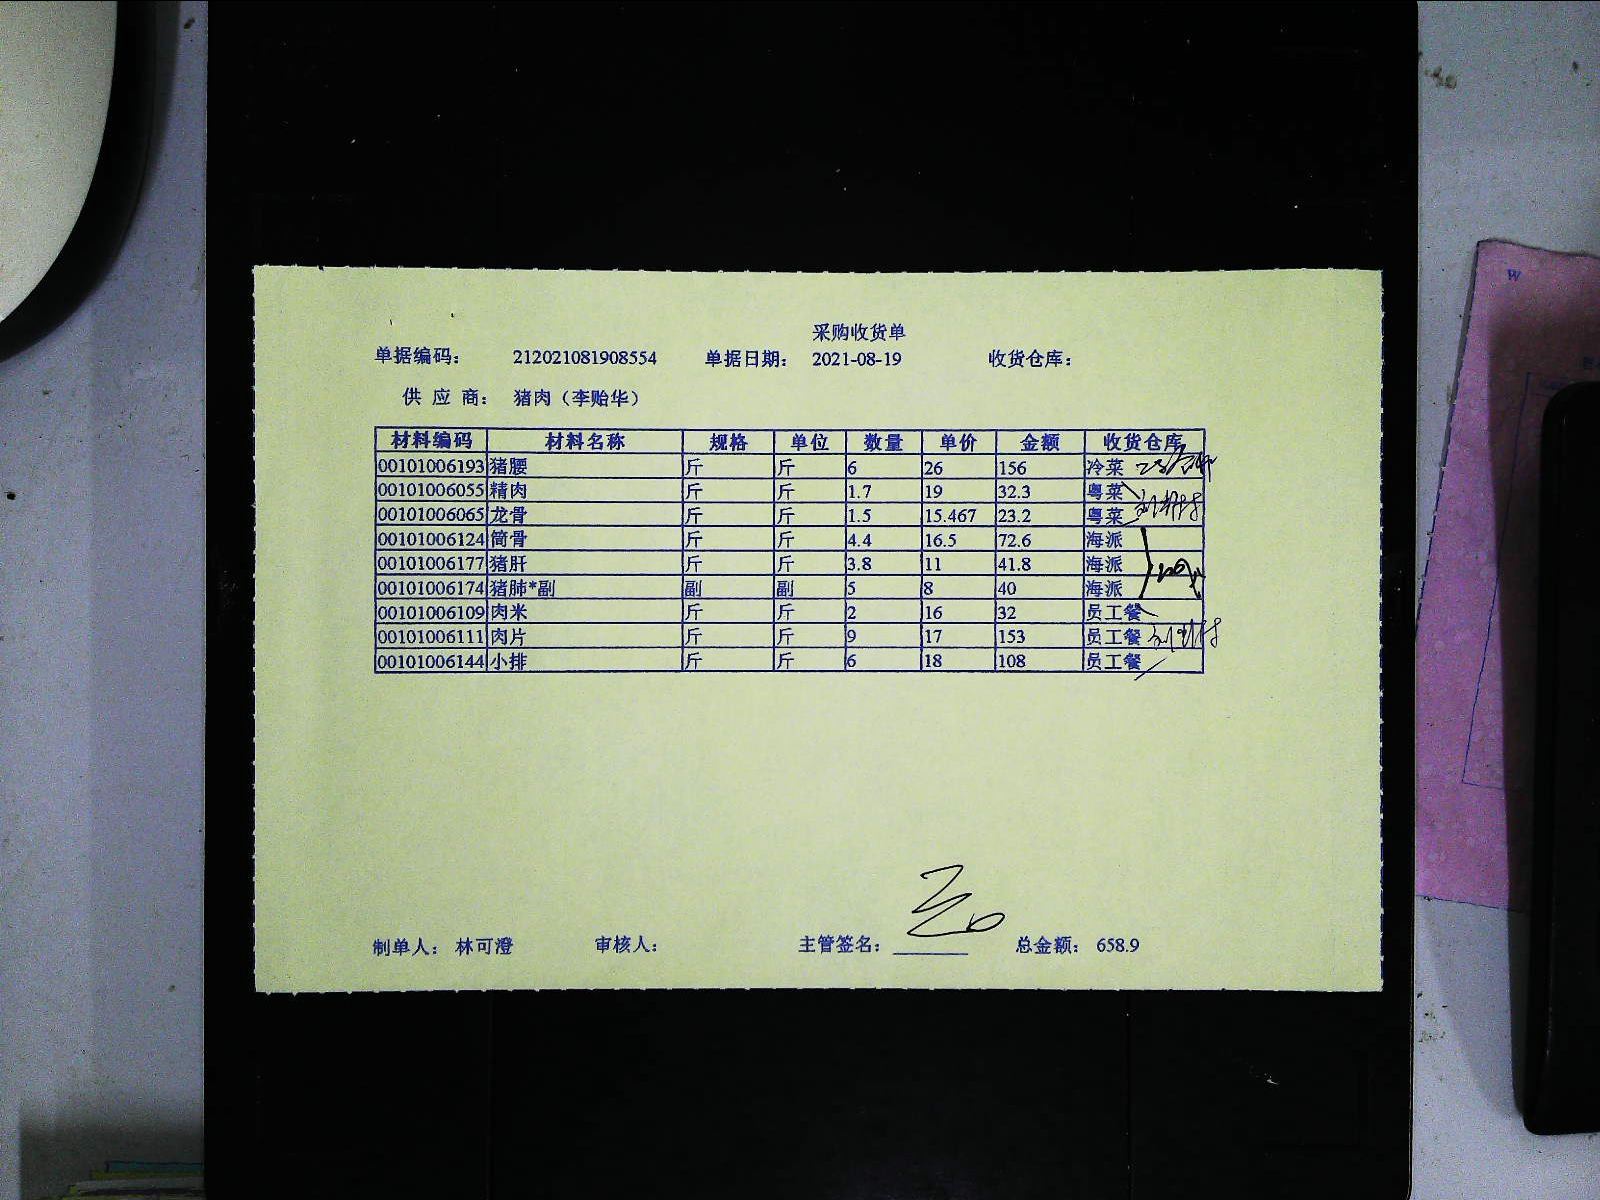 采购收货单
单据编码： 212021081908554 单据日期： 2021-08-19 收货仓库：
供 应 商： 猪肉（李贻华）
材料编码 材料名称 规格 单位 数量 单价 金额 收货仓库
00101006193 猪腰 斤 斤 6 26 156 冷菜
00101006055 精肉 斤 斤 1.7 19 32.3 粤菜
00101006065 龙骨 斤 斤 1.5 15.467 23.2 粤菜
00101006124 筒骨 斤 斤 4.4 16.5 72.6 海派
00101006177 猪肝 斤 斤 3.8 11 41.8 海派
00101006174 猪肺*副 副 副 5 8 40 海派
00101006109 肉米 斤 斤 2 16 32 员工餐
00101006111 肉片 斤 斤 9 17 153 员工餐
00101006144 小排 斤 斤 6 18 108 员工餐
制单人： 林可澄 审核人： 主管签名： 总金额： 658.9
W